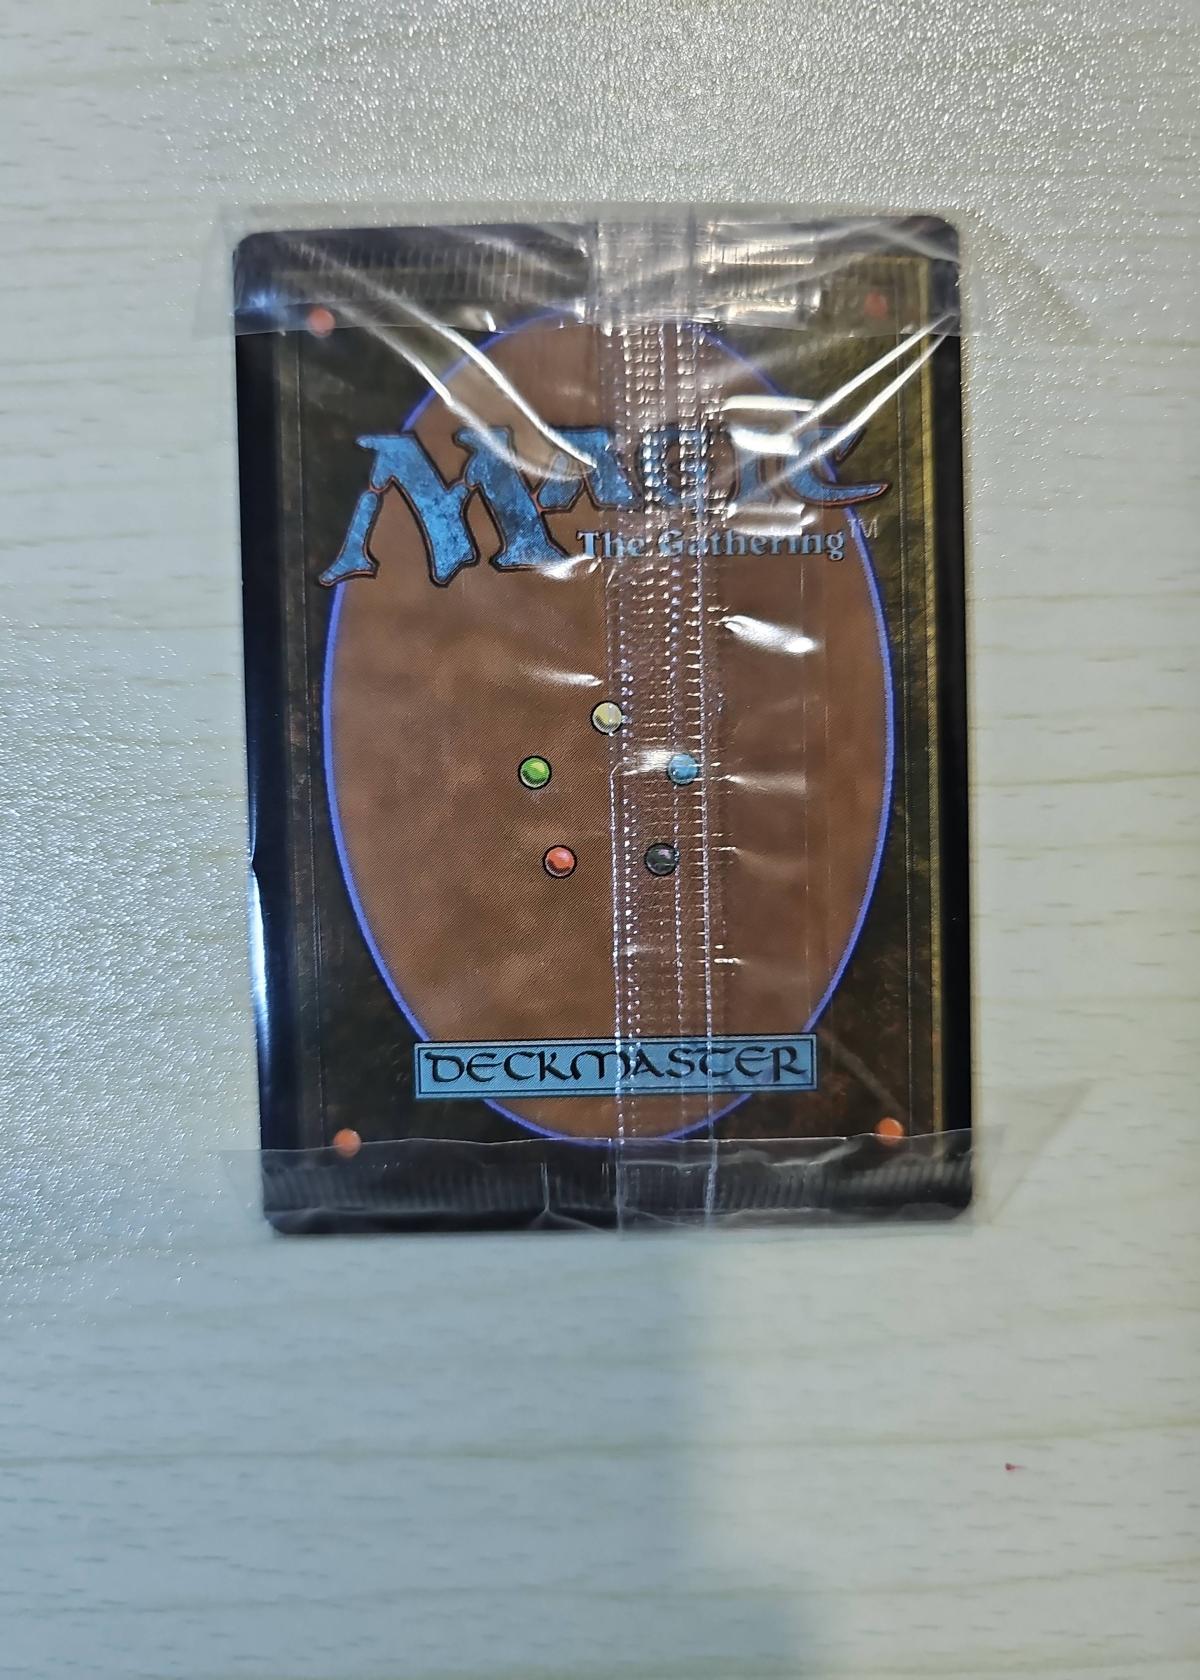 MAGIC
The Gathering™
DECKMASTER